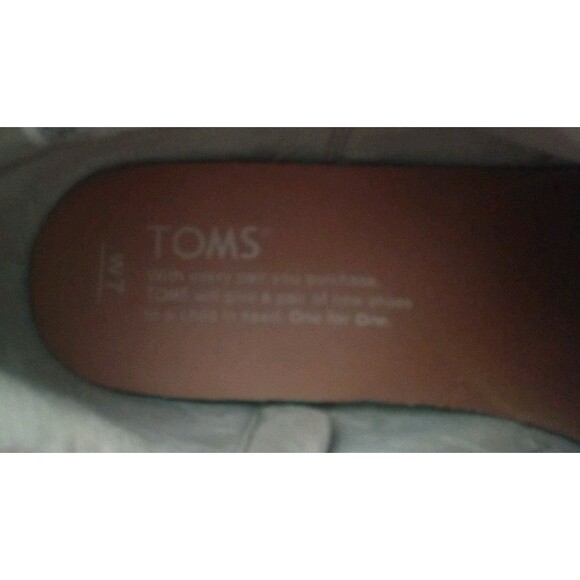 TOMS™
With every pair you purchase,
TOMS will give a pair of new shoes
to a child in need. One for One.
W7